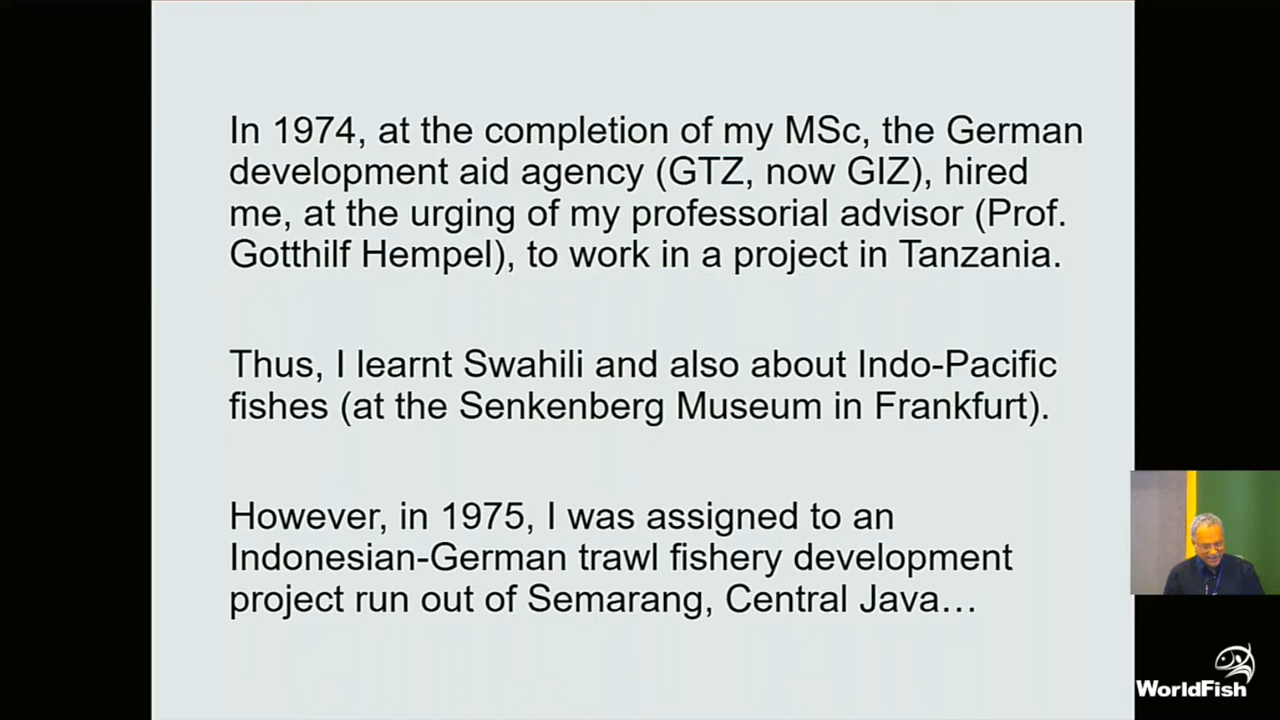 In 1974, at the completion of my MSc, the German
development aid agency (GTZ, now GIZ), hired
me, at the urging of my professorial advisor (Prof.
Gotthilf Hempel), to work in a project in Tanzania.
Thus, I learnt Swahili and also about Indo-Pacific
fishes (at the Senkenberg Museum in Frankfurt).
However, in 1975, I was assigned to an
Indonesian-German trawl fishery development
project run out of Semarang, Central Java…
WorldFish